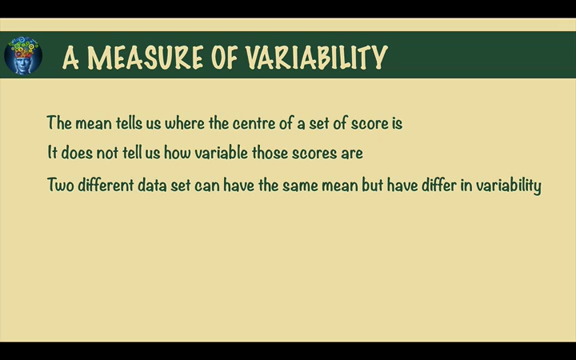 A MEASURE OF VARIABILITY
The mean tells us where the centre of a set of score is
It does not tell us how variable those scores are
Two different data set can have the same mean but have differ in variability